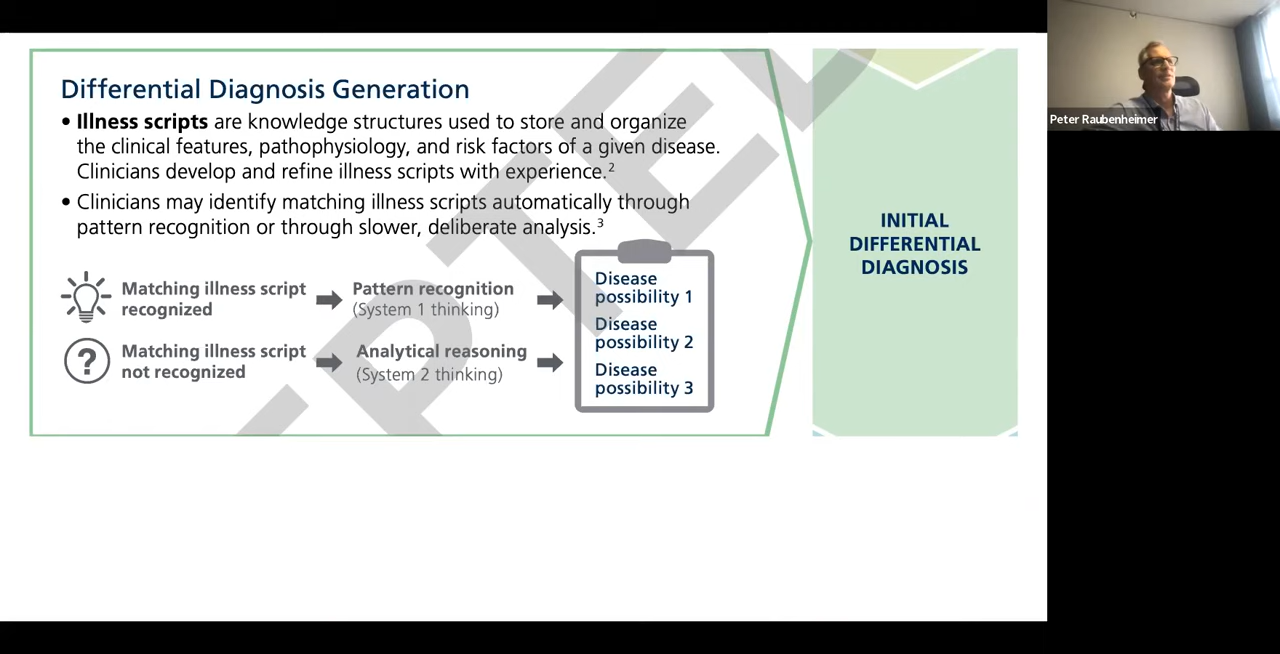 Differential Diagnosis Generation
• Illness scripts are knowledge structures used to store and organize
the clinical features, pathophysiology, and risk factors of a given disease.
Clinicians develop and refine illness scripts with experience.²
• Clinicians may identify matching illness scripts automatically through
pattern recognition or through slower, deliberate analysis.³
Matching illness script
recognized
Pattern recognition
(System 1 thinking)
?
Matching illness script
not recognized
Analytical reasoning
(System 2 thinking)
Disease
possibility 1
Disease
possibility 2
Disease
possibility 3
INITIAL
DIFFERENTIAL
DIAGNOSIS
Peter Raubenheimer